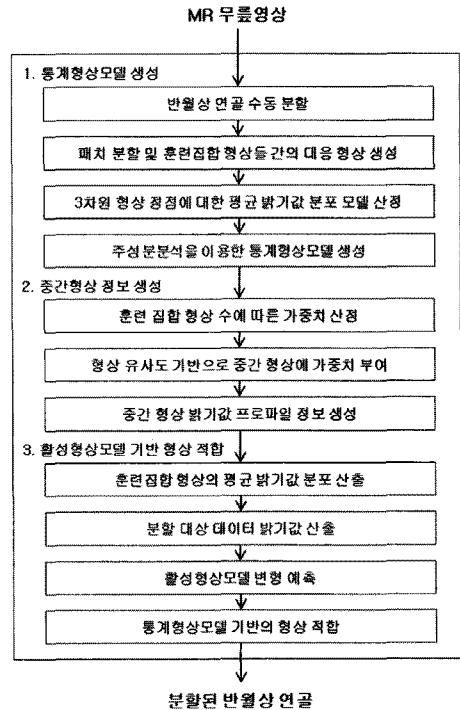 MR 무릎영상
1. 통계형상모델 생성
반월상 연골 수동 분할
패치 분할 및 훈련집합 형상들 간의 대응 형상 생성
3차원 형상 정점에 대한 평균 밝기값 분포 모델 산정
주성분분석을 이용한 통계형상모델 생성
2. 중간형상 정보 생성
훈련 집합 형상 수에 따른 가중치 산정
형상 유사도 기반으로 중간 형상에 가중치 부여
중간 형상 밝기값 프로파일 정보 생성
3. 활성형상모델 기반 형상 적합
훈련집합 형상의 평균 밝기값 분포 산출
분할 대상 데이터 밝기값 산출
활성형상모델 변형 예측
통계형상모델 기반의 형상 적합
분할된 반월상 연골